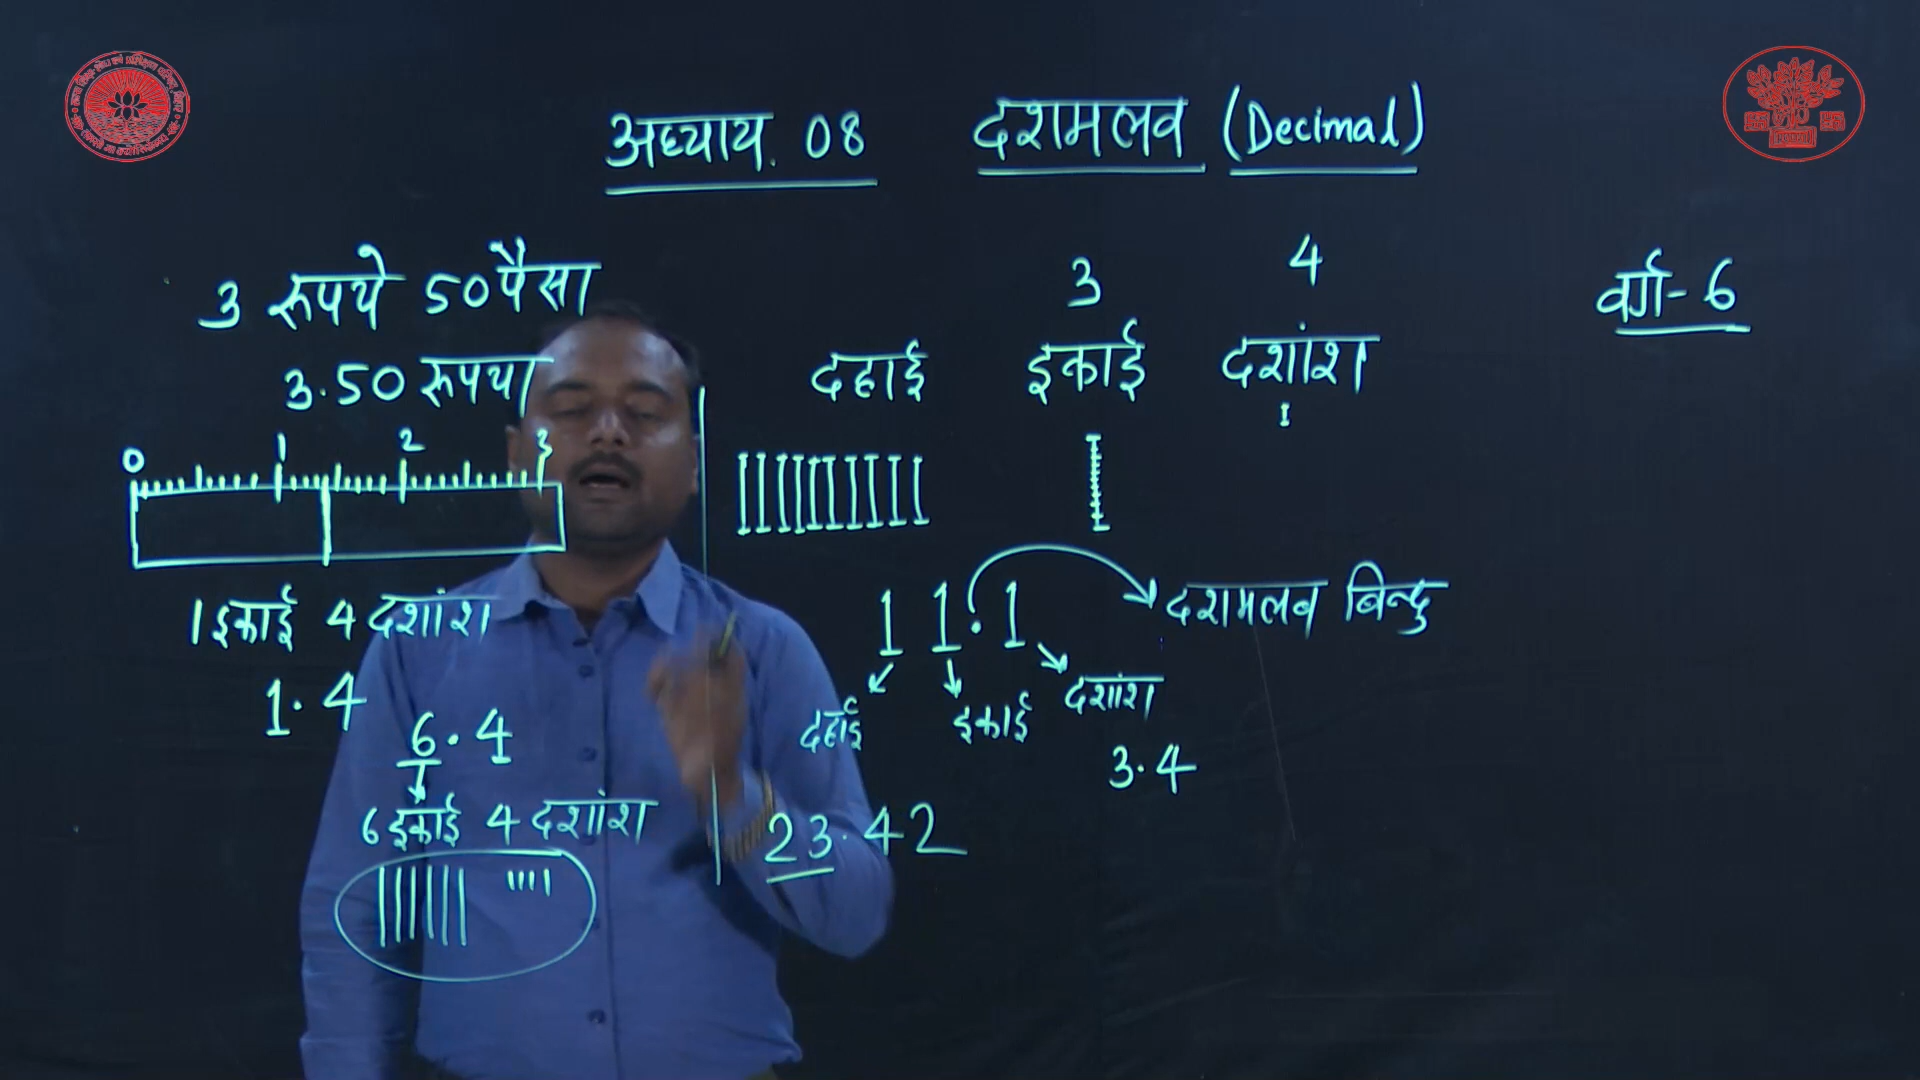 अध्याय. 08
दशमलव (Decimal)
वर्ग- 6
3 रूपये 50 पैसा
3.50 रूपया
0 1 2 3
1 इकाई 4 दशांश
1.4
6.4
6 इकाई 4 दशांश
3 4
दहाई इकाई दशांश
1 1.1
दशमलव बिन्दु
दहाई इकाई दशांश
3.4
23.42